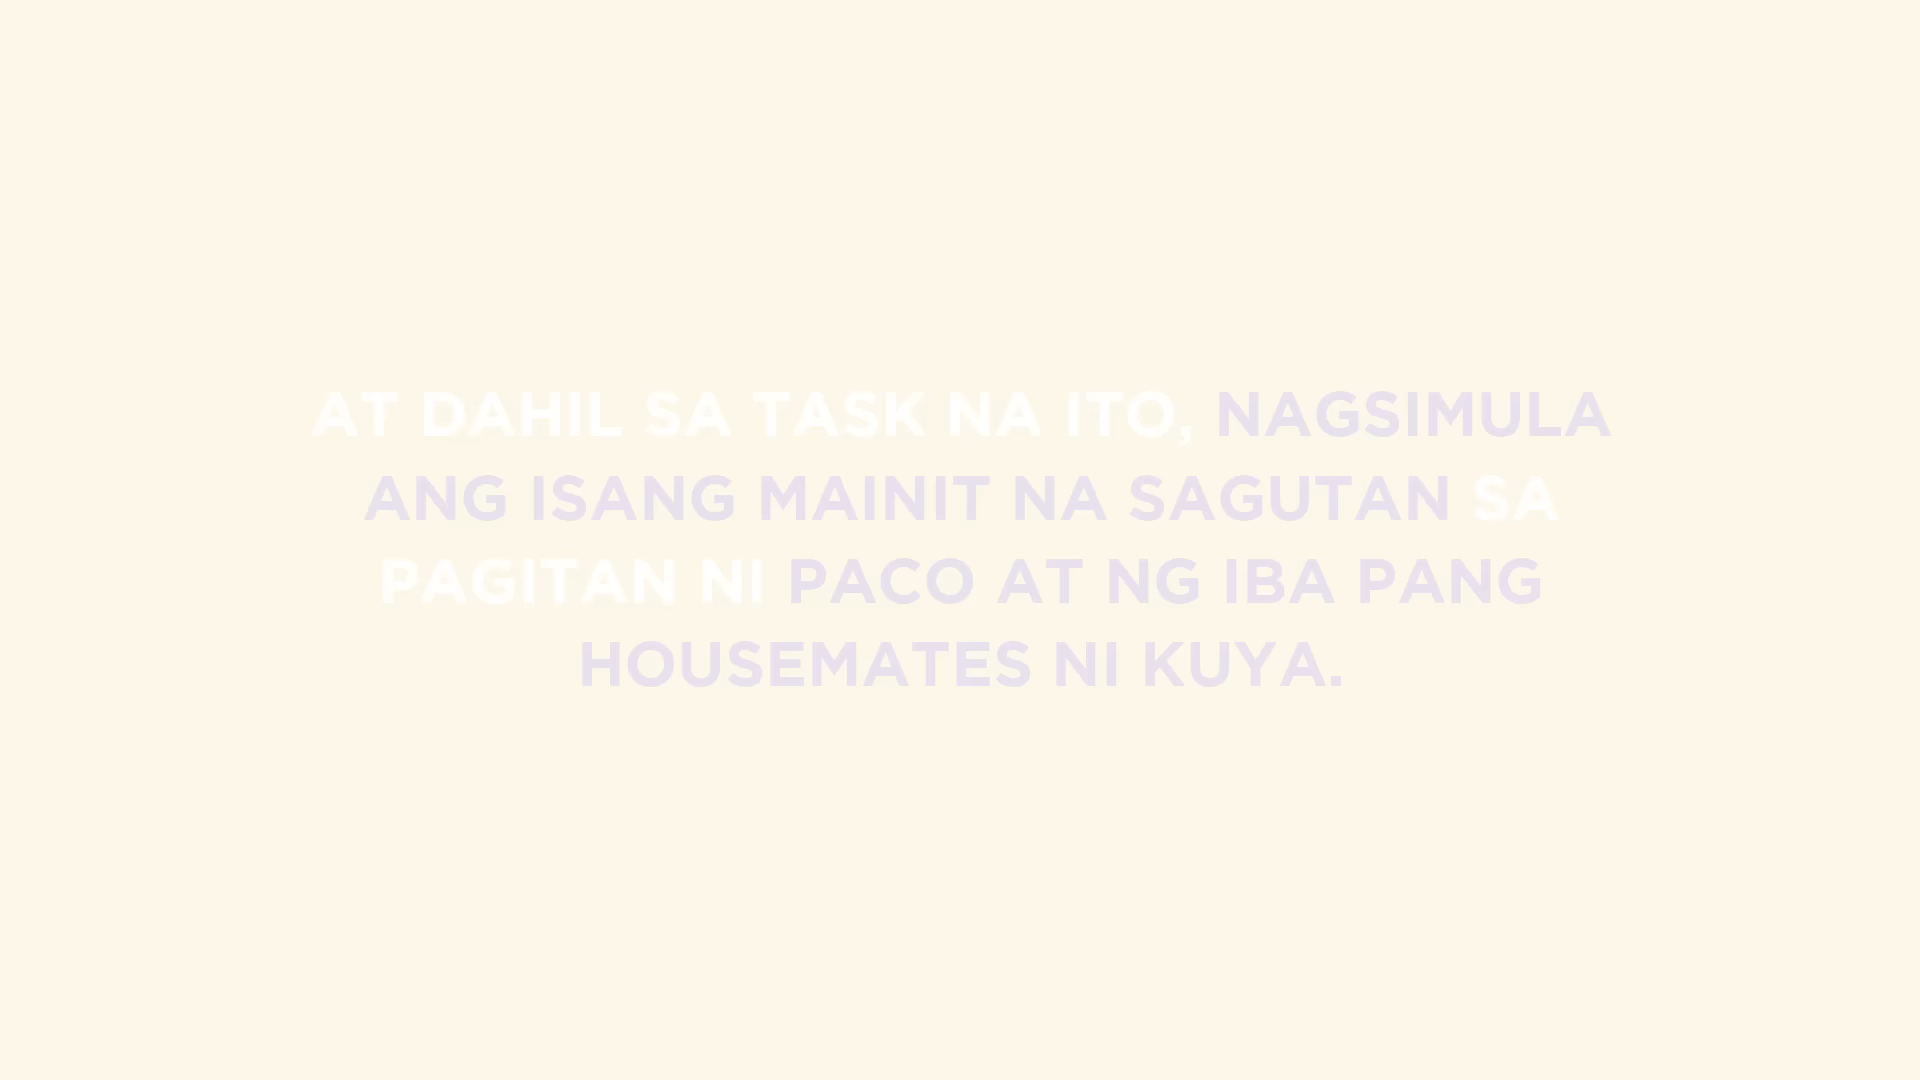 AT DAHIL SA TASK NA ITO, NAGSIMULA
ANG ISANG MAINIT NA SAGUTAN SA
PAGITAN NI PACO AT NG IBA PANG
HOUSEMATES NI KUYA.